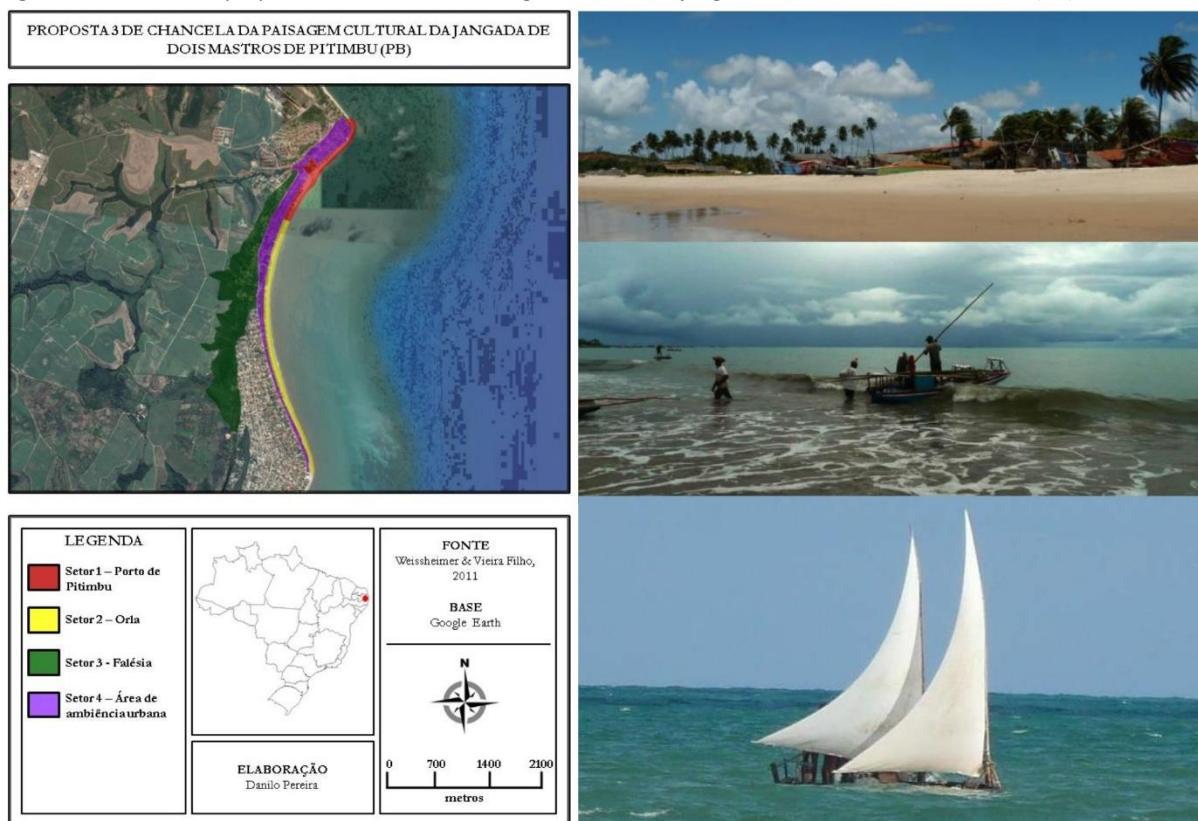 PROPOSTA 3 DE CHANCELA DA PAISAGEM CULTURAL DA JANGADA DE
DOIS MASTROS DE PITIMBU (PB)
LEGENDA
Setor 1 – Porto de
Pitimbu
Setor 2 – Orla
Setor 3 - Falésia
Setor 4 – Área de
ambiência urbana
ELABORAÇÃO
Danilo Pereira
FONTE
Weissheimer & Vieira Filho,
2011
BASE
Google Earth
N
0 700 1400 2100
metros